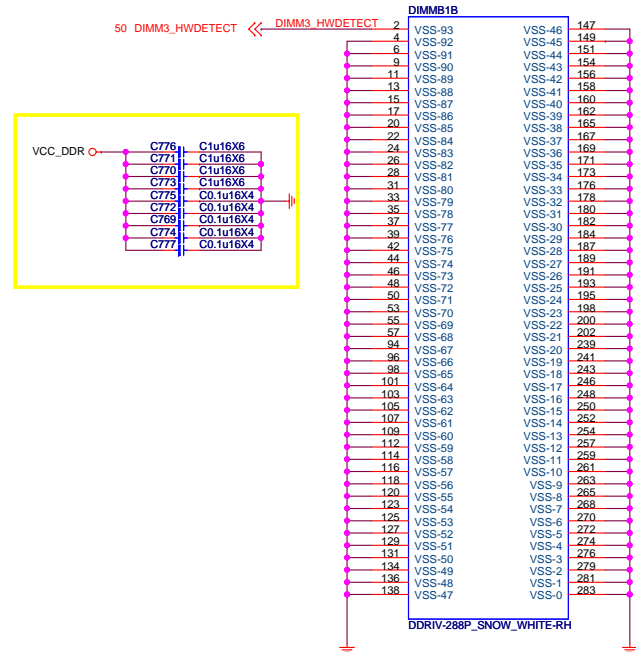 DIMMB1B
50 DIMM3_HWDETECT DIMM3_HWDETECT 2 VSS-93 VSS-46 147
4 VSS-92 VSS-45 149
6 VSS-91 VSS-44 151
9 VSS-90 VSS-43 154
11 VSS-89 VSS-42 156
13 VSS-88 VSS-41 158
15 VSS-87 VSS-40 160
17 VSS-86 VSS-39 162
20 VSS-85 VSS-38 165
22 VSS-84 VSS-37 167
24 VSS-83 VSS-36 169
26 VSS-82 VSS-35 171
28 VSS-81 VSS-34 173
31 VSS-80 VSS-33 176
33 VSS-79 VSS-32 178
35 VSS-78 VSS-31 180
37 VSS-77 VSS-30 182
39 VSS-76 VSS-29 184
42 VSS-75 VSS-28 187
44 VSS-74 VSS-27 189
46 VSS-73 VSS-26 191
48 VSS-72 VSS-25 193
50 VSS-71 VSS-24 195
53 VSS-70 VSS-23 198
55 VSS-69 VSS-22 200
57 VSS-68 VSS-21 202
94 VSS-67 VSS-20 239
96 VSS-66 VSS-19 241
98 VSS-65 VSS-18 243
101 VSS-64 VSS-17 246
103 VSS-63 VSS-16 248
105 VSS-62 VSS-15 250
107 VSS-61 VSS-14 252
109 VSS-60 VSS-13 254
112 VSS-59 VSS-12 257
114 VSS-58 VSS-11 259
116 VSS-57 VSS-10 261
118 VSS-56 VSS-9 263
120 VSS-55 VSS-8 265
123 VSS-54 VSS-7 268
125 VSS-53 VSS-6 270
127 VSS-52 VSS-5 272
129 VSS-51 VSS-4 274
131 VSS-50 VSS-3 276
134 VSS-49 VSS-2 279
136 VSS-48 VSS-1 281
138 VSS-47 VSS-0 283
DDRIV-288P_SNOW_WHITE-RH
VCC_DDR
C776 C1u16X6
C771 C1u16X6
C770 C1u16X6
C773 C1u16X6
C775 C0.1u16X4
C772 C0.1u16X4
C769 C0.1u16X4
C774 C0.1u16X4
C777 C0.1u16X4